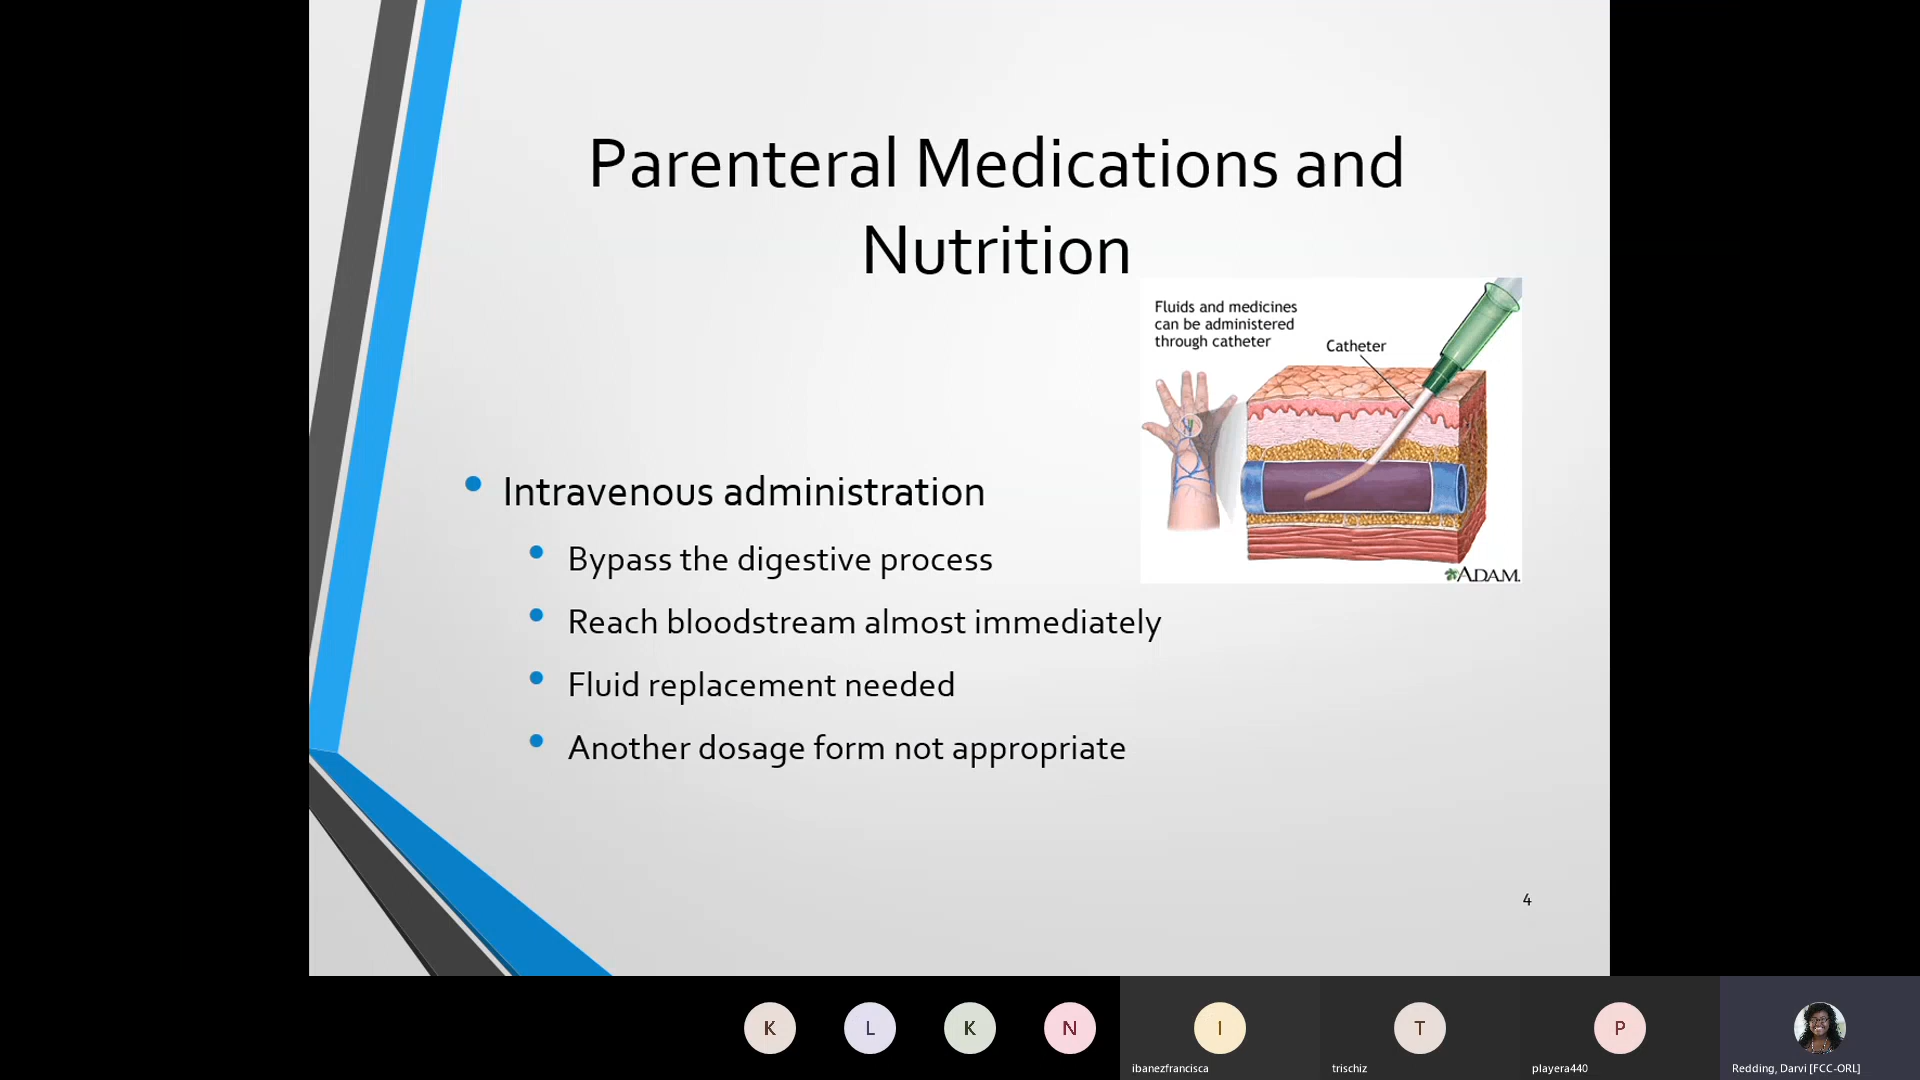 Parenteral Medications and
Nutrition
Fluids and medicines
can be administered
through catheter
Catheter
ADAM.
• Intravenous administration
• Bypass the digestive process
• Reach bloodstream almost immediately
• Fluid replacement needed
• Another dosage form not appropriate
4
K
L
K
N
I
T
P
ibanezfrancisca
trischiz
playera440
Redding, Darvi [FCC-ORL]